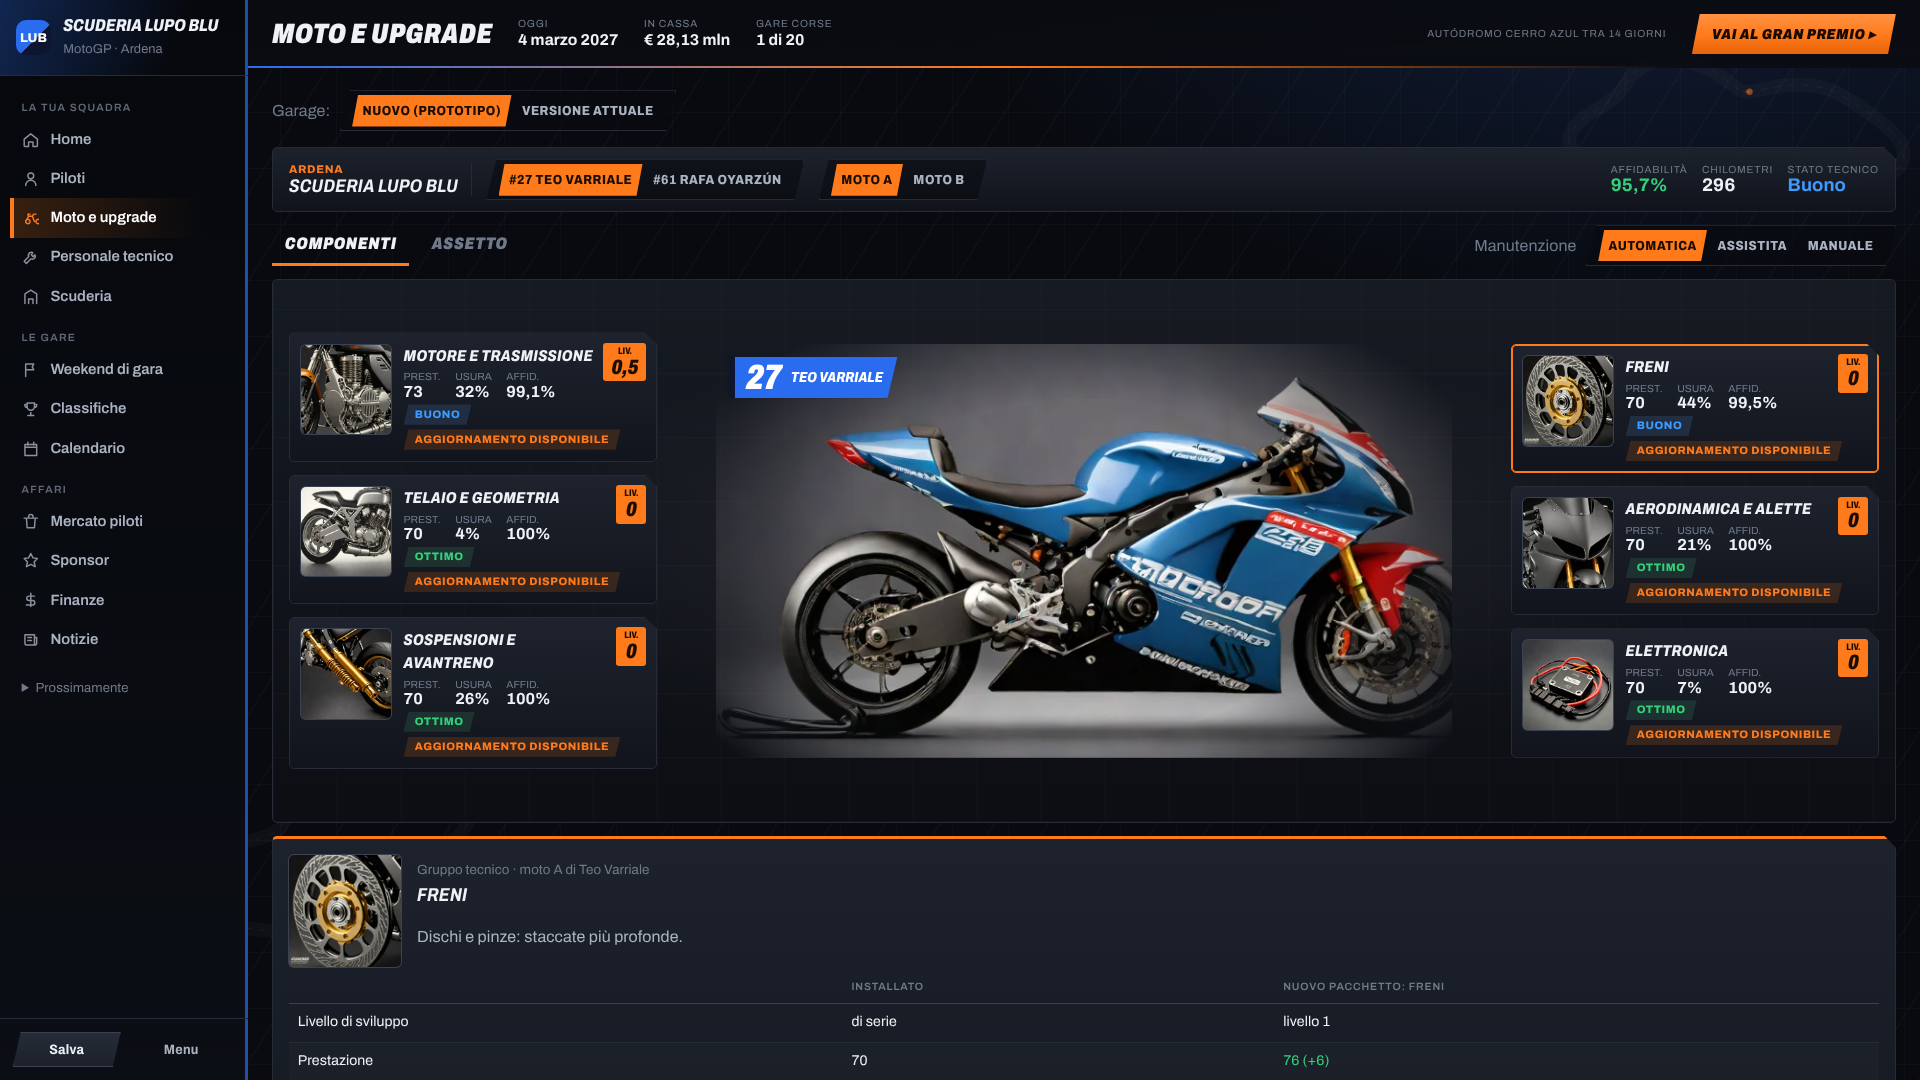 LUB
SCUDERIA LUPO BLU
MotoGP · Ardena
MOTO E UPGRADE
OGGI
4 marzo 2027
IN CASSA
€ 28,13 mln
GARE CORSE
1 di 20
AUTÓDROMO CERRO AZUL TRA 14 GIORNI
VAI AL GRAN PREMIO ▸
LA TUA SQUADRA
Home
Piloti
Moto e upgrade
Personale tecnico
Scuderia
LE GARE
Weekend di gara
Classifiche
Calendario
AFFARI
Mercato piloti
Sponsor
Finanze
Notizie
▸ Prossimamente
Salva
Menu
Garage:
NUOVO (PROTOTIPO)
VERSIONE ATTUALE
ARDENA
SCUDERIA LUPO BLU
#27 TEO VARRIALE
#61 RAFA OYARZÚN
MOTO A
MOTO B
AFFIDABILITÀ
95,7%
CHILOMETRI
296
STATO TECNICO
Buono
COMPONENTI
ASSETTO
Manutenzione
AUTOMATICA
ASSISTITA
MANUALE
MOTORE E TRASMISSIONE
LIV.
0,5
PREST. USURA AFFID.
73 32% 99,1%
BUONO
AGGIORNAMENTO DISPONIBILE
TELAIO E GEOMETRIA
LIV.
0
PREST. USURA AFFID.
70 4% 100%
OTTIMO
AGGIORNAMENTO DISPONIBILE
SOSPENSIONI E
AVANTRENO
LIV.
0
PREST. USURA AFFID.
70 26% 100%
OTTIMO
AGGIORNAMENTO DISPONIBILE
27 TEO VARRIALE
FRENI
LIV.
0
PREST. USURA AFFID.
70 44% 99,5%
BUONO
AGGIORNAMENTO DISPONIBILE
AERODINAMICA E ALETTE
LIV.
0
PREST. USURA AFFID.
70 21% 100%
OTTIMO
AGGIORNAMENTO DISPONIBILE
ELETTRONICA
LIV.
0
PREST. USURA AFFID.
70 7% 100%
OTTIMO
AGGIORNAMENTO DISPONIBILE
Gruppo tecnico · moto A di Teo Varriale
FRENI
Dischi e pinze: staccate più profonde.
INSTALLATO NUOVO PACCHETTO: FRENI
Livello di sviluppo di serie livello 1
Prestazione 70 76 (+6)